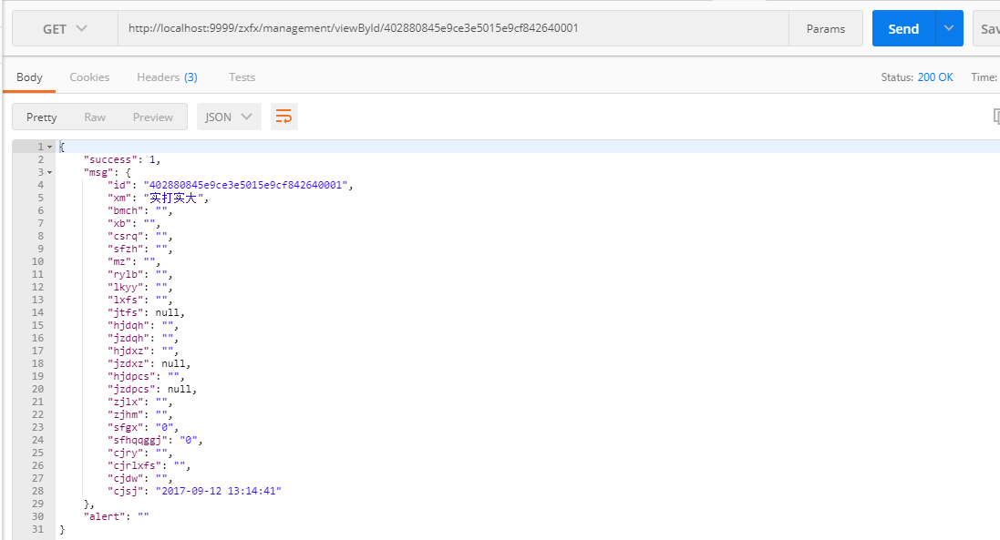 GET http://localhost:9999/zxfx/management/viewById/402880845e9ce3e5015e9cf842640001 Params Send Sav
Body Cookies Headers (3) Tests Status: 200 OK Time:
Pretty Raw Preview JSON
1 {
2 "success": 1,
3 "msg": {
4 "id": "402880845e9ce3e5015e9cf842640001",
5 "xm": "实打实大",
6 "bmch": "",
7 "xb": "",
8 "csrq": "",
9 "sfzh": "",
10 "mz": "",
11 "rylb": "",
12 "lkyy": "",
13 "lxfs": "",
14 "jtfs": null,
15 "hjdqh": "",
16 "jzdqh": "",
17 "hjdxz": "",
18 "jzdxz": null,
19 "hjdpcs": "",
20 "jzdpcs": null,
21 "zjlx": "",
22 "zjhm": "",
23 "sfgx": "0",
24 "sfhqqggj": "0",
25 "cjry": "",
26 "cjrlxfs": "",
27 "cjdw": "",
28 "cjsj": "2017-09-12 13:14:41"
29 },
30 "alert": ""
31 }